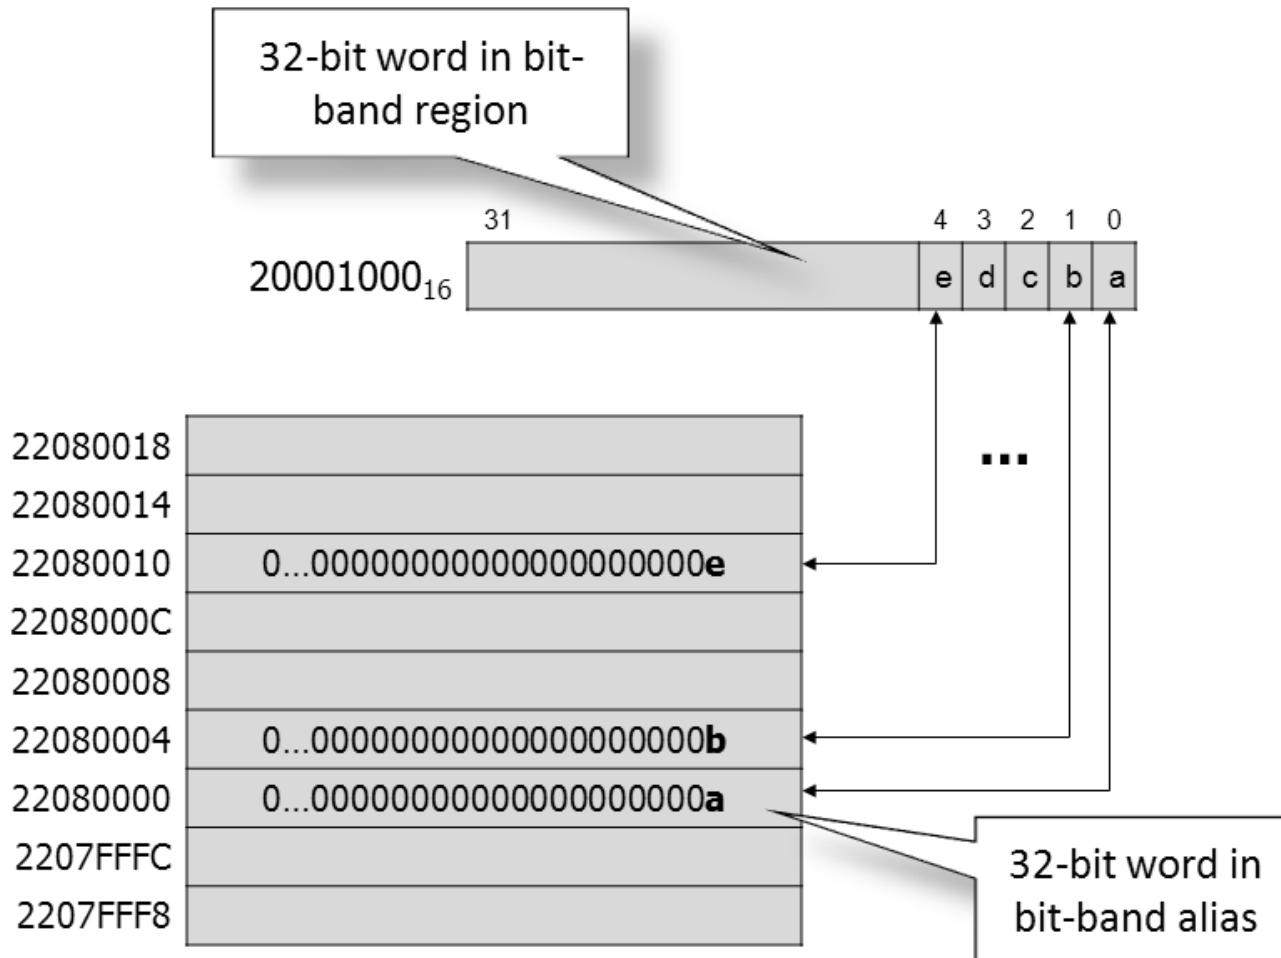 32-bit word in bit-
band region
31 4 3 2 1 0
20001000₁₆ e d c b a
22080018
...
22080014
22080010 0...00000000000000000000e
2208000C
22080008
22080004 0...00000000000000000000b
22080000 0...00000000000000000000a
2207FFFC
2207FFF8
32-bit word in
bit-band alias